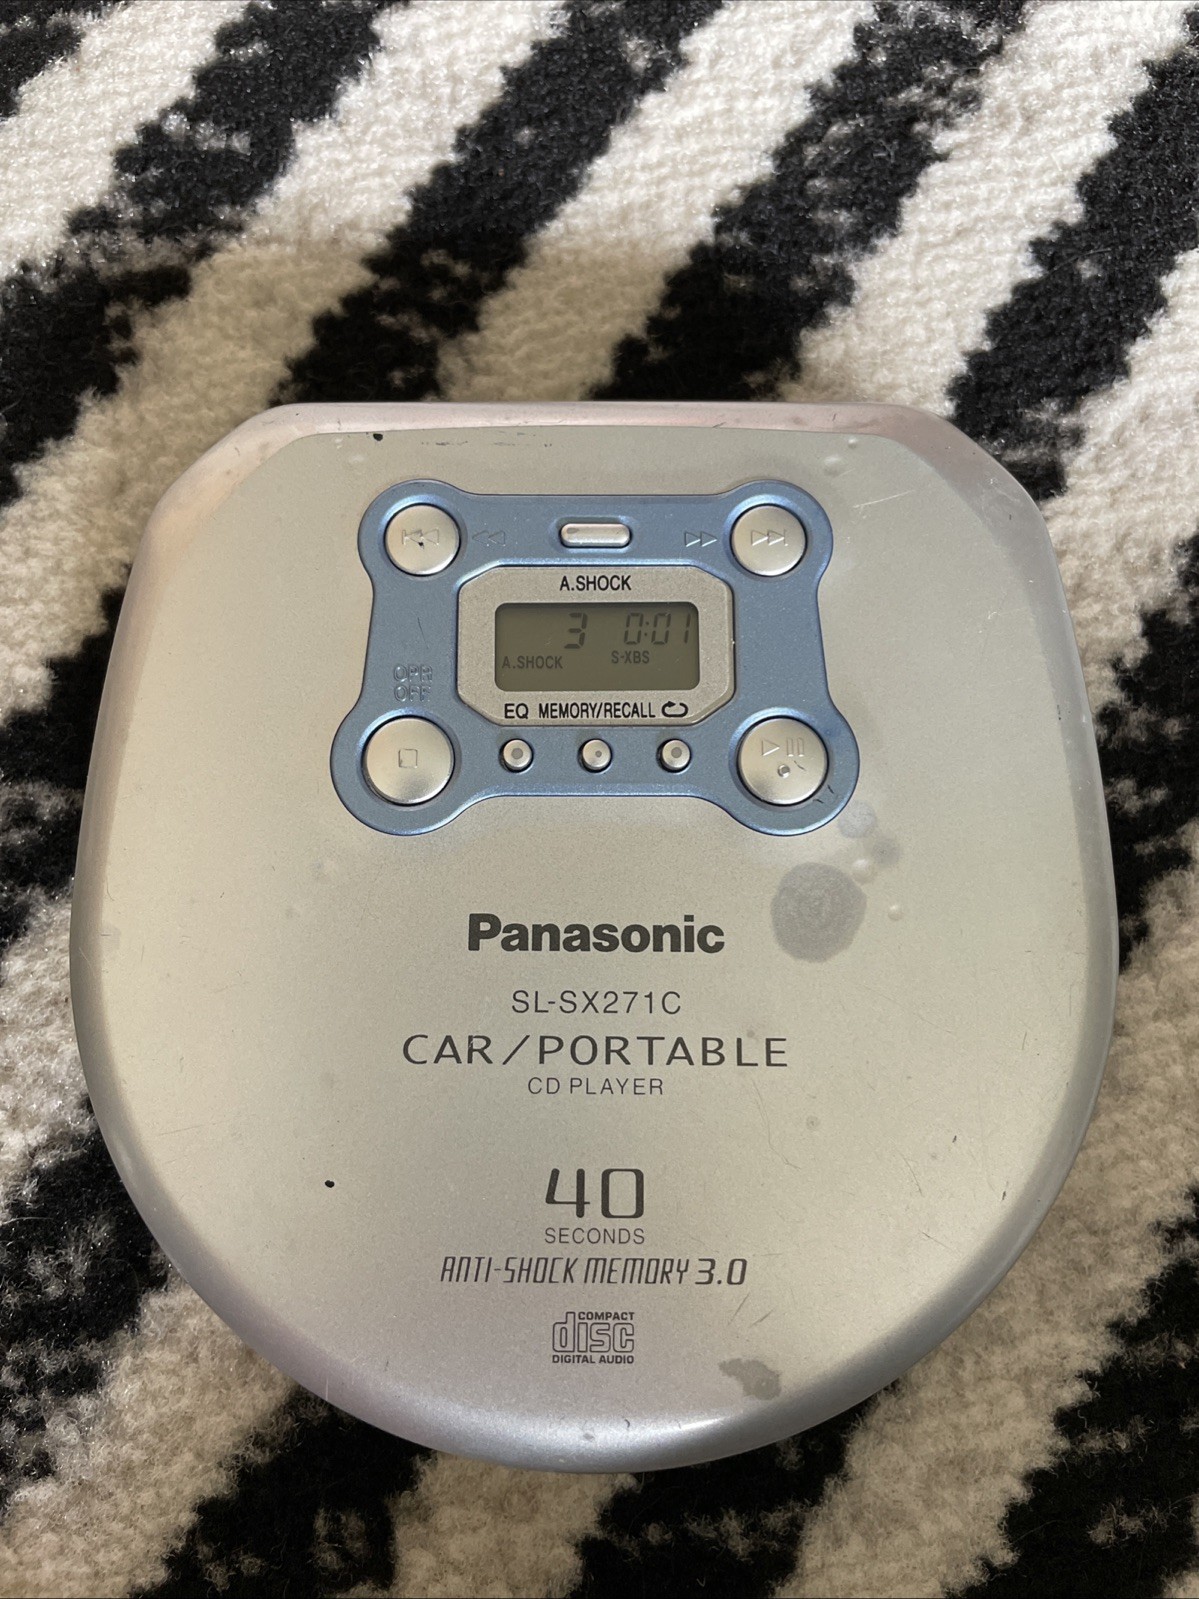 A.SHOCK
3 0:01
A.SHOCK S-XBS
OPR
OFF
EQ MEMORY/RECALL
Panasonic
SL-SX271C
CAR/PORTABLE
CD PLAYER
40
SECONDS
ANTI-SHOCK MEMORY 3.0
COMPACT
disc
DIGITAL AUDIO